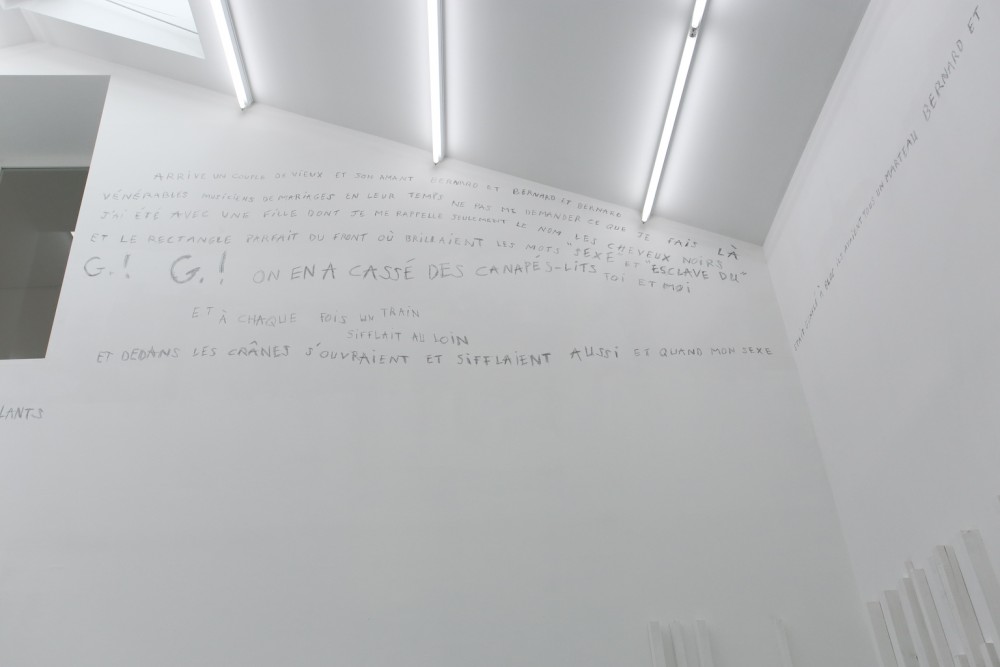 ARRIVE UN COUPLE DE VIEUX ET SON AMANT BERNARD ET BERNARD ET BERNARD
VÉNÉRABLES MUSICIENS DE MARIAGES EN LEUR TEMPS NE PAS ME DEMANDER CE QUE JE FAIS LÀ
J'AI ÉTÉ AVEC UNE FILLE DONT JE ME RAPPELLE SEULEMENT LE NOM LES CHEVEUX NOIRS
ET LE RECTANGLE PARFAIT DU FRONT OÙ BRILLAIENT LES MOTS "SEXE" ET "ESCLAVE DU"
G.! G.! ON EN A CASSÉ DES CANAPÉS-LITS TOI ET MOI
ET À CHAQUE FOIS UN TRAIN
SIFFLAIT AU LOIN
ET DEDANS LES CRÂNES S'OUVRAIENT ET SIFFLAIENT AUSSI ET QUAND MON SEXE
LANTS
UN MARTEAU BERNARD ET